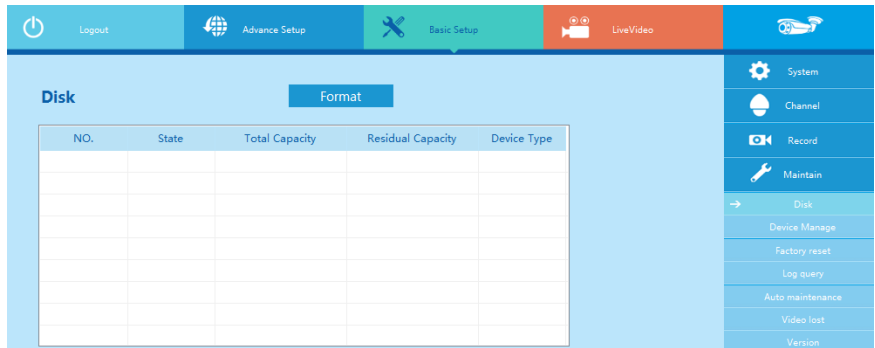 Logout
Advance Setup
Basic Setup
LiveVideo
System
Disk
Format
Channel
NO. State Total Capacity Residual Capacity Device Type
Record
Maintain
Disk
Device Manage
Factory reset
Log query
Auto maintenance
Video lost
Version